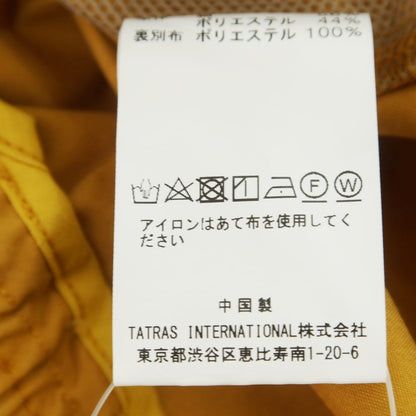 ポリエステル 44%
裏別布 ポリエステル 100%
F W
アイロンはあて布を使用してく
ださい
中国製
TATRAS INTERNATIONAL株式会社
東京都渋谷区恵比寿南1-20-6